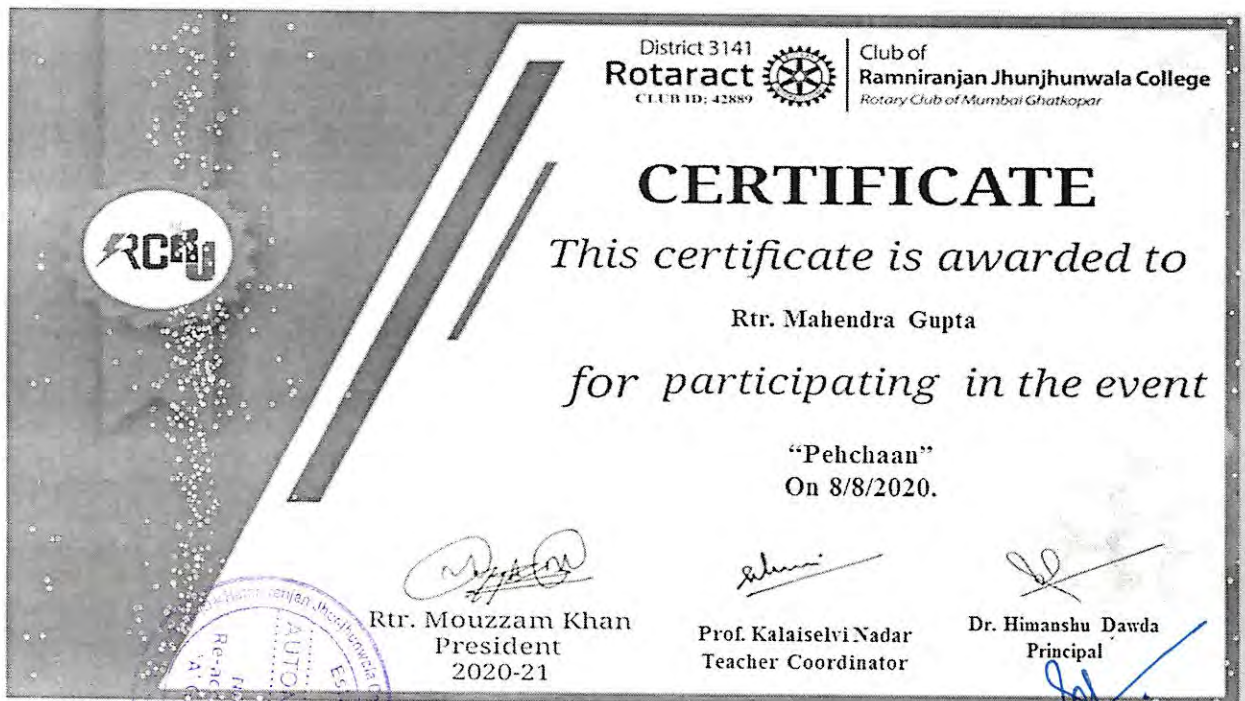 District 3141
Rotaract
CLUB ID: 42889
Club of
Ramniranjan Jhunjhunwala College
Rotary Club of Mumbai Ghatkopar
CERTIFICATE
This certificate is awarded to
Rtr. Mahendra Gupta
for participating in the event
“Pehchaan”
On 8/8/2020.
Rtr. Mouzzam Khan
President
2020-21
Prof. Kalaiselvi Nadar
Teacher Coordinator
Dr. Himanshu Dawda
Principal